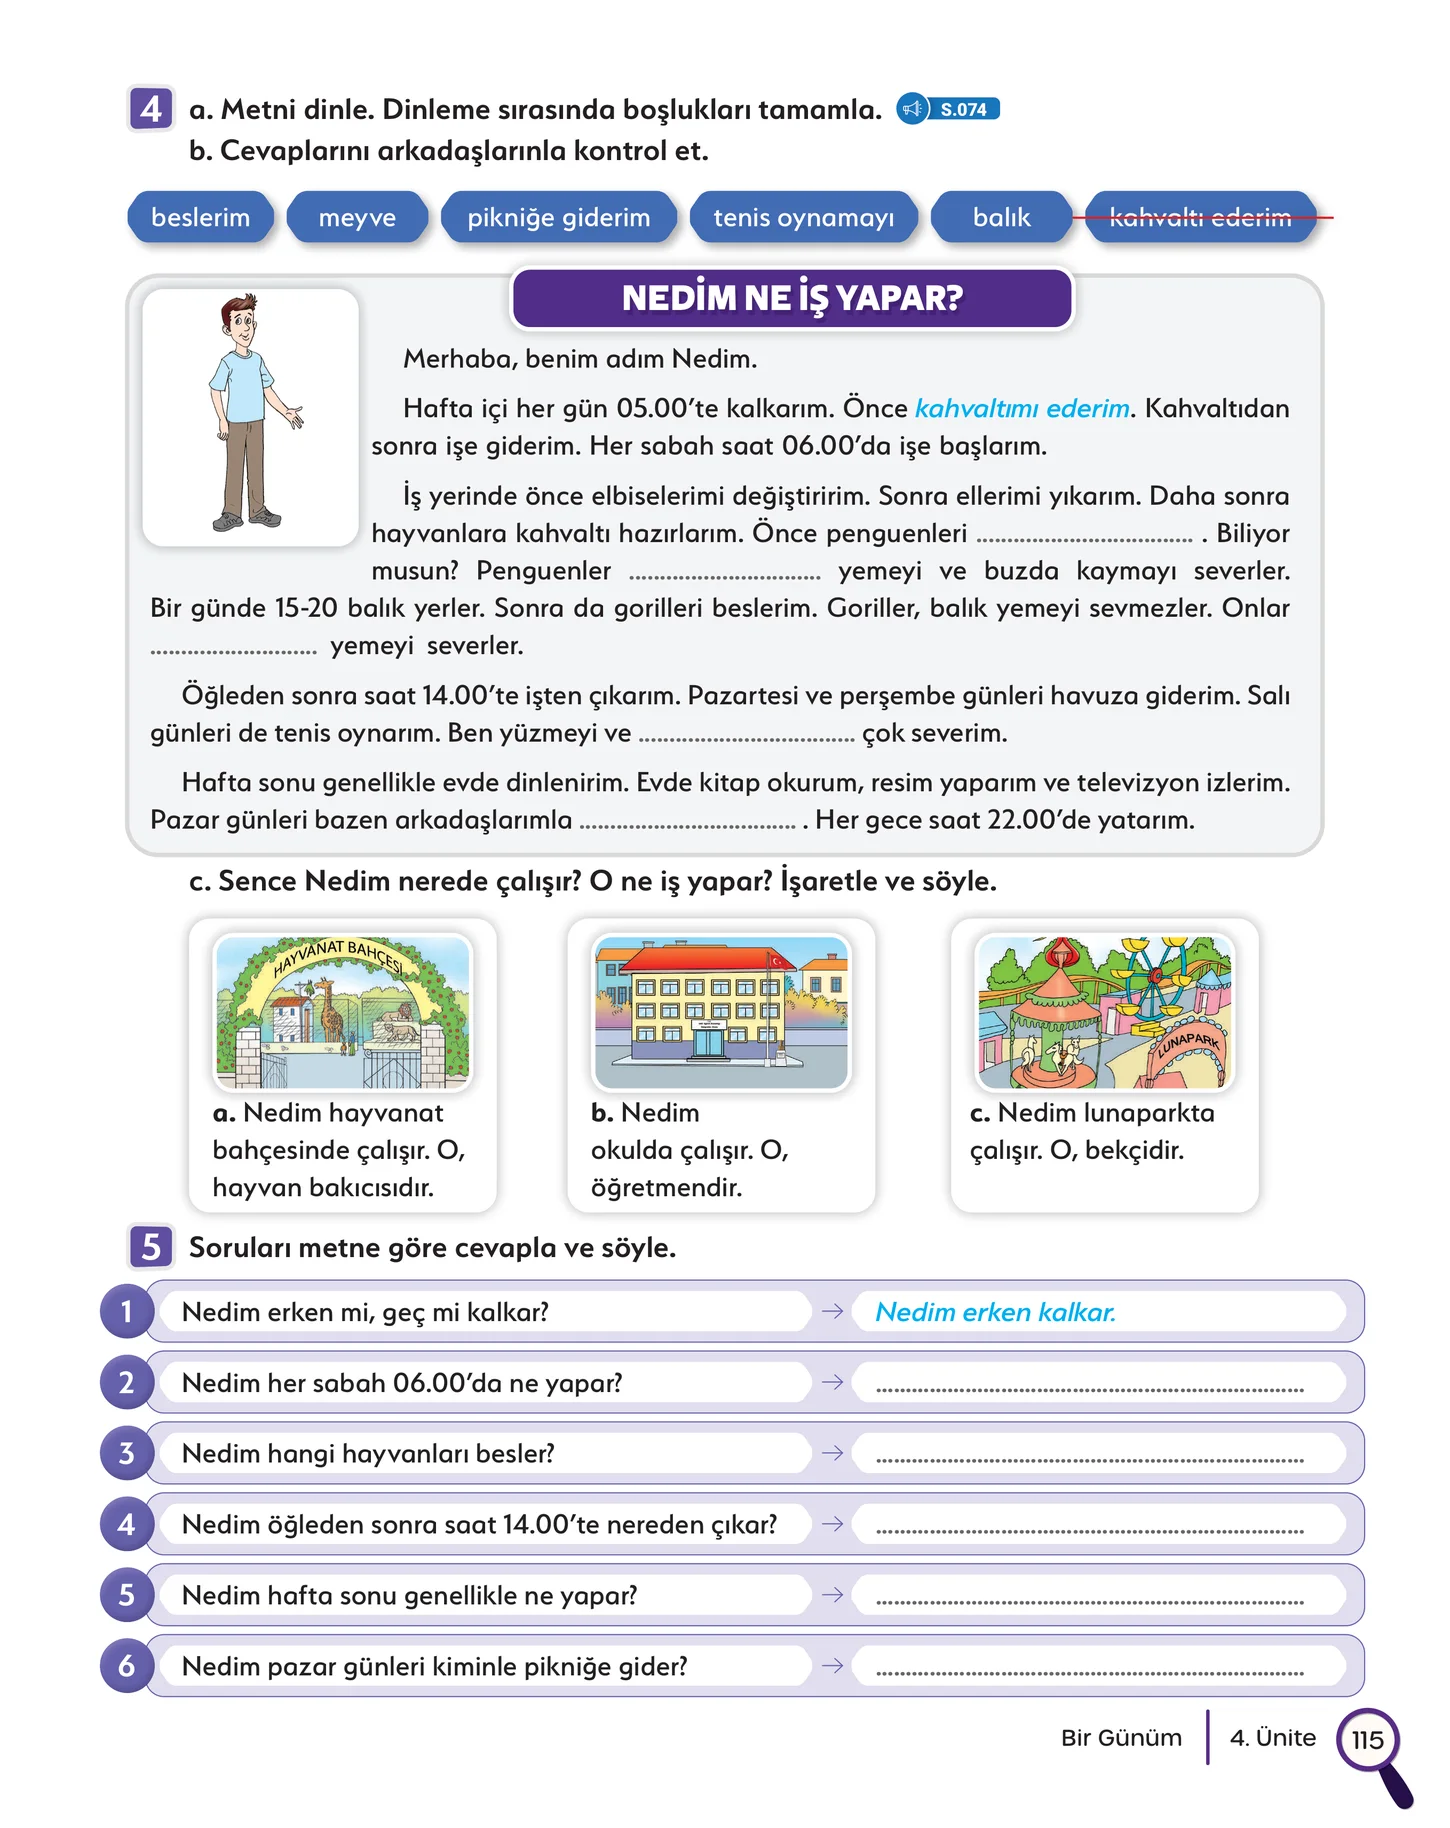 4 a. Metni dinle. Dinleme sırasında boşlukları tamamla. S.074
b. Cevaplarını arkadaşlarınla kontrol et.
beslerim meyve pikniğe giderim tenis oynamayı balık kahvaltı ederim
NEDİM NE İŞ YAPAR?
Merhaba, benim adım Nedim.
Hafta içi her gün 05.00’te kalkarım. Önce kahvaltımı ederim. Kahvaltıdan
sonra işe giderim. Her sabah saat 06.00’da işe başlarım.
İş yerinde önce elbiselerimi değiştiririm. Sonra ellerimi yıkarım. Daha sonra
hayvanlara kahvaltı hazırlarım. Önce penguenleri ................................... . Biliyor
musun? Penguenler ............................... yemeyi ve buzda kaymayı severler.
Bir günde 15-20 balık yerler. Sonra da gorilleri beslerim. Goriller, balık yemeyi sevmezler. Onlar
........................... yemeyi severler.
Öğleden sonra saat 14.00’te işten çıkarım. Pazartesi ve perşembe günleri havuza giderim. Salı
günleri de tenis oynarım. Ben yüzmeyi ve ................................... çok severim.
Hafta sonu genellikle evde dinlenirim. Evde kitap okurum, resim yaparım ve televizyon izlerim.
Pazar günleri bazen arkadaşlarımla ................................... . Her gece saat 22.00’de yatarım.
c. Sence Nedim nerede çalışır? O ne iş yapar? İşaretle ve söyle.
HAYVANAT BAHÇESİ
a. Nedim hayvanat
bahçesinde çalışır. O,
hayvan bakıcısıdır.
b. Nedim
okulda çalışır. O,
öğretmendir.
LUNAPARK
c. Nedim lunaparkta
çalışır. O, bekçidir.
5 Soruları metne göre cevapla ve söyle.
1 Nedim erken mi, geç mi kalkar? → Nedim erken kalkar.
2 Nedim her sabah 06.00’da ne yapar? → ......................................................................
3 Nedim hangi hayvanları besler? → ......................................................................
4 Nedim öğleden sonra saat 14.00’te nereden çıkar? → ......................................................................
5 Nedim hafta sonu genellikle ne yapar? → ......................................................................
6 Nedim pazar günleri kiminle pikniğe gider? → ......................................................................
Bir Günüm 4. Ünite 115